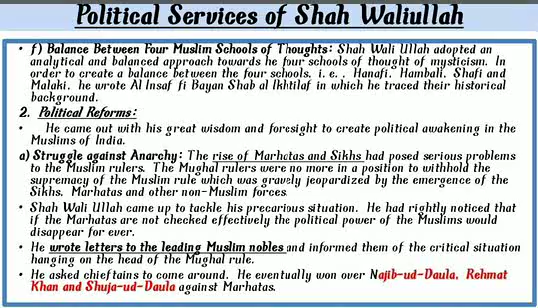 Political Services of Shah Waliullah
• f) Balance Between Four Muslim Schools of Thoughts: Shah Wali Ullah adopted an
analytical and balanced approach towards he four schools of thought of mysticism. In
order to create a balance between the four schools, i. e. , Hanafi, Hambali, Shafi and
Malaki, he wrote Al Insaf fi Bayan Shab al Ikhtilaf in which he traced their historical
background.
2. Political Reforms:
• He came out with his great wisdom and foresight to create political awakening in the
Muslims of India.
a) Struggle against Anarchy: The rise of Marhatas and Sikhs had posed serious problems
to the Muslim rulers. The Mughal rulers were no more in a position to withhold the
supremacy of the Muslim rule which was gravely jeopardized by the emergence of the
Sikhs, Marhatas and other non-Muslim forces.
• Shah Wali Ullah came up to tackle his precarious situation. He had rightly noticed that
if the Marhatas are not checked effectively the political power of the Muslims would
disappear for ever.
• He wrote letters to the leading Muslim nobles and informed them of the critical situation
hanging on the head of the Mughal rule.
• He asked chieftains to come around. He eventually won over Najib-ud-Daula, Rehmat
Khan and Shuja-ud-Daula against Marhatas.